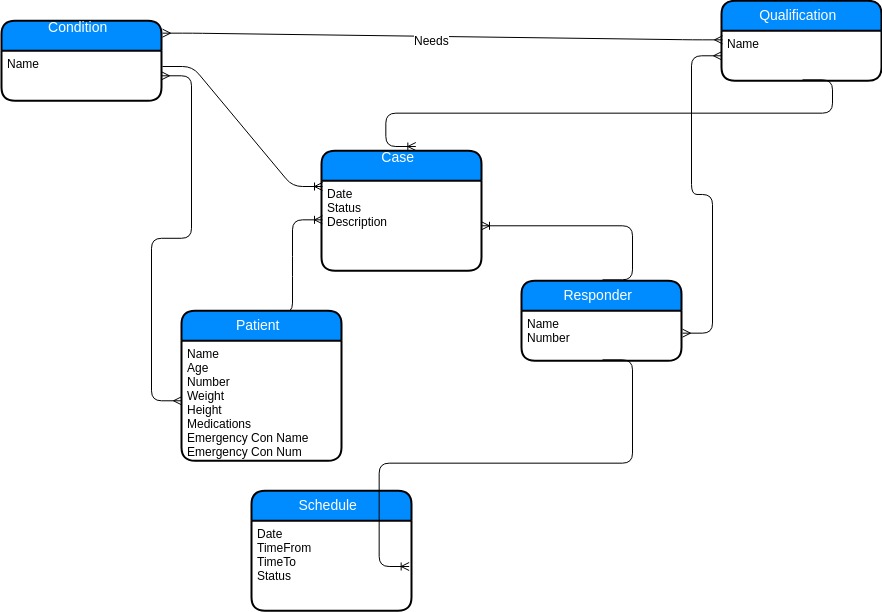 Condition
Name
Needs
Qualification
Name
Case
Date
Status
Description
Patient
Name
Age
Number
Weight
Height
Medications
Emergency Con Name
Emergency Con Num
Responder
Name
Number
Schedule
Date
TimeFrom
TimeTo
Status